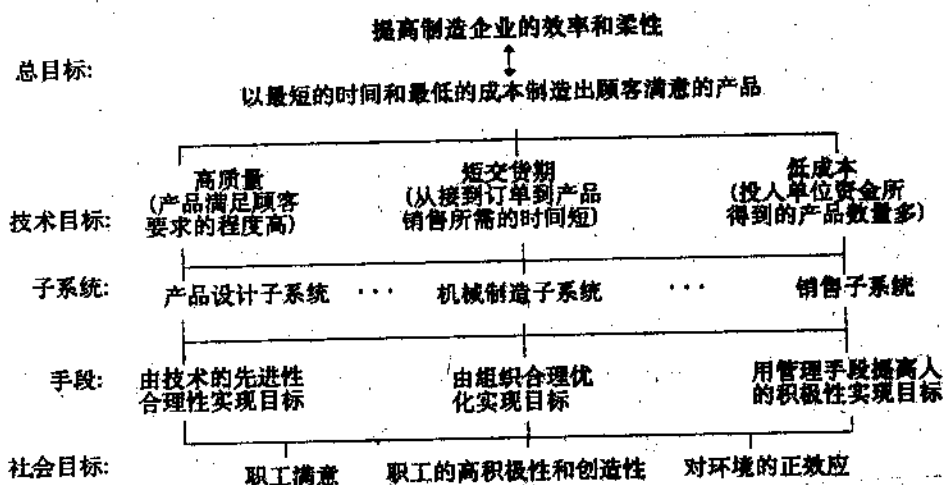 提高制造企业的效率和柔性
总目标:
以最短的时间和最低的成本制造出顾客满意的产品
高质量 短交货期 低成本
(产品满足顾客 (从接到订单到产品 (投入单位资金所
技术目标: 要求的程度高) 销售所需的时间短) 得到的产品数量多)
子系统: 产品设计子系统 ··· 机械制造子系统 ··· 销售子系统
手段: 由技术的先进性 由组织合理优 用管理手段提高人
合理性实现目标 化实现目标 的积极性实现目标
社会目标: 职工满意 职工的高积极性和创造性 对环境的正效应